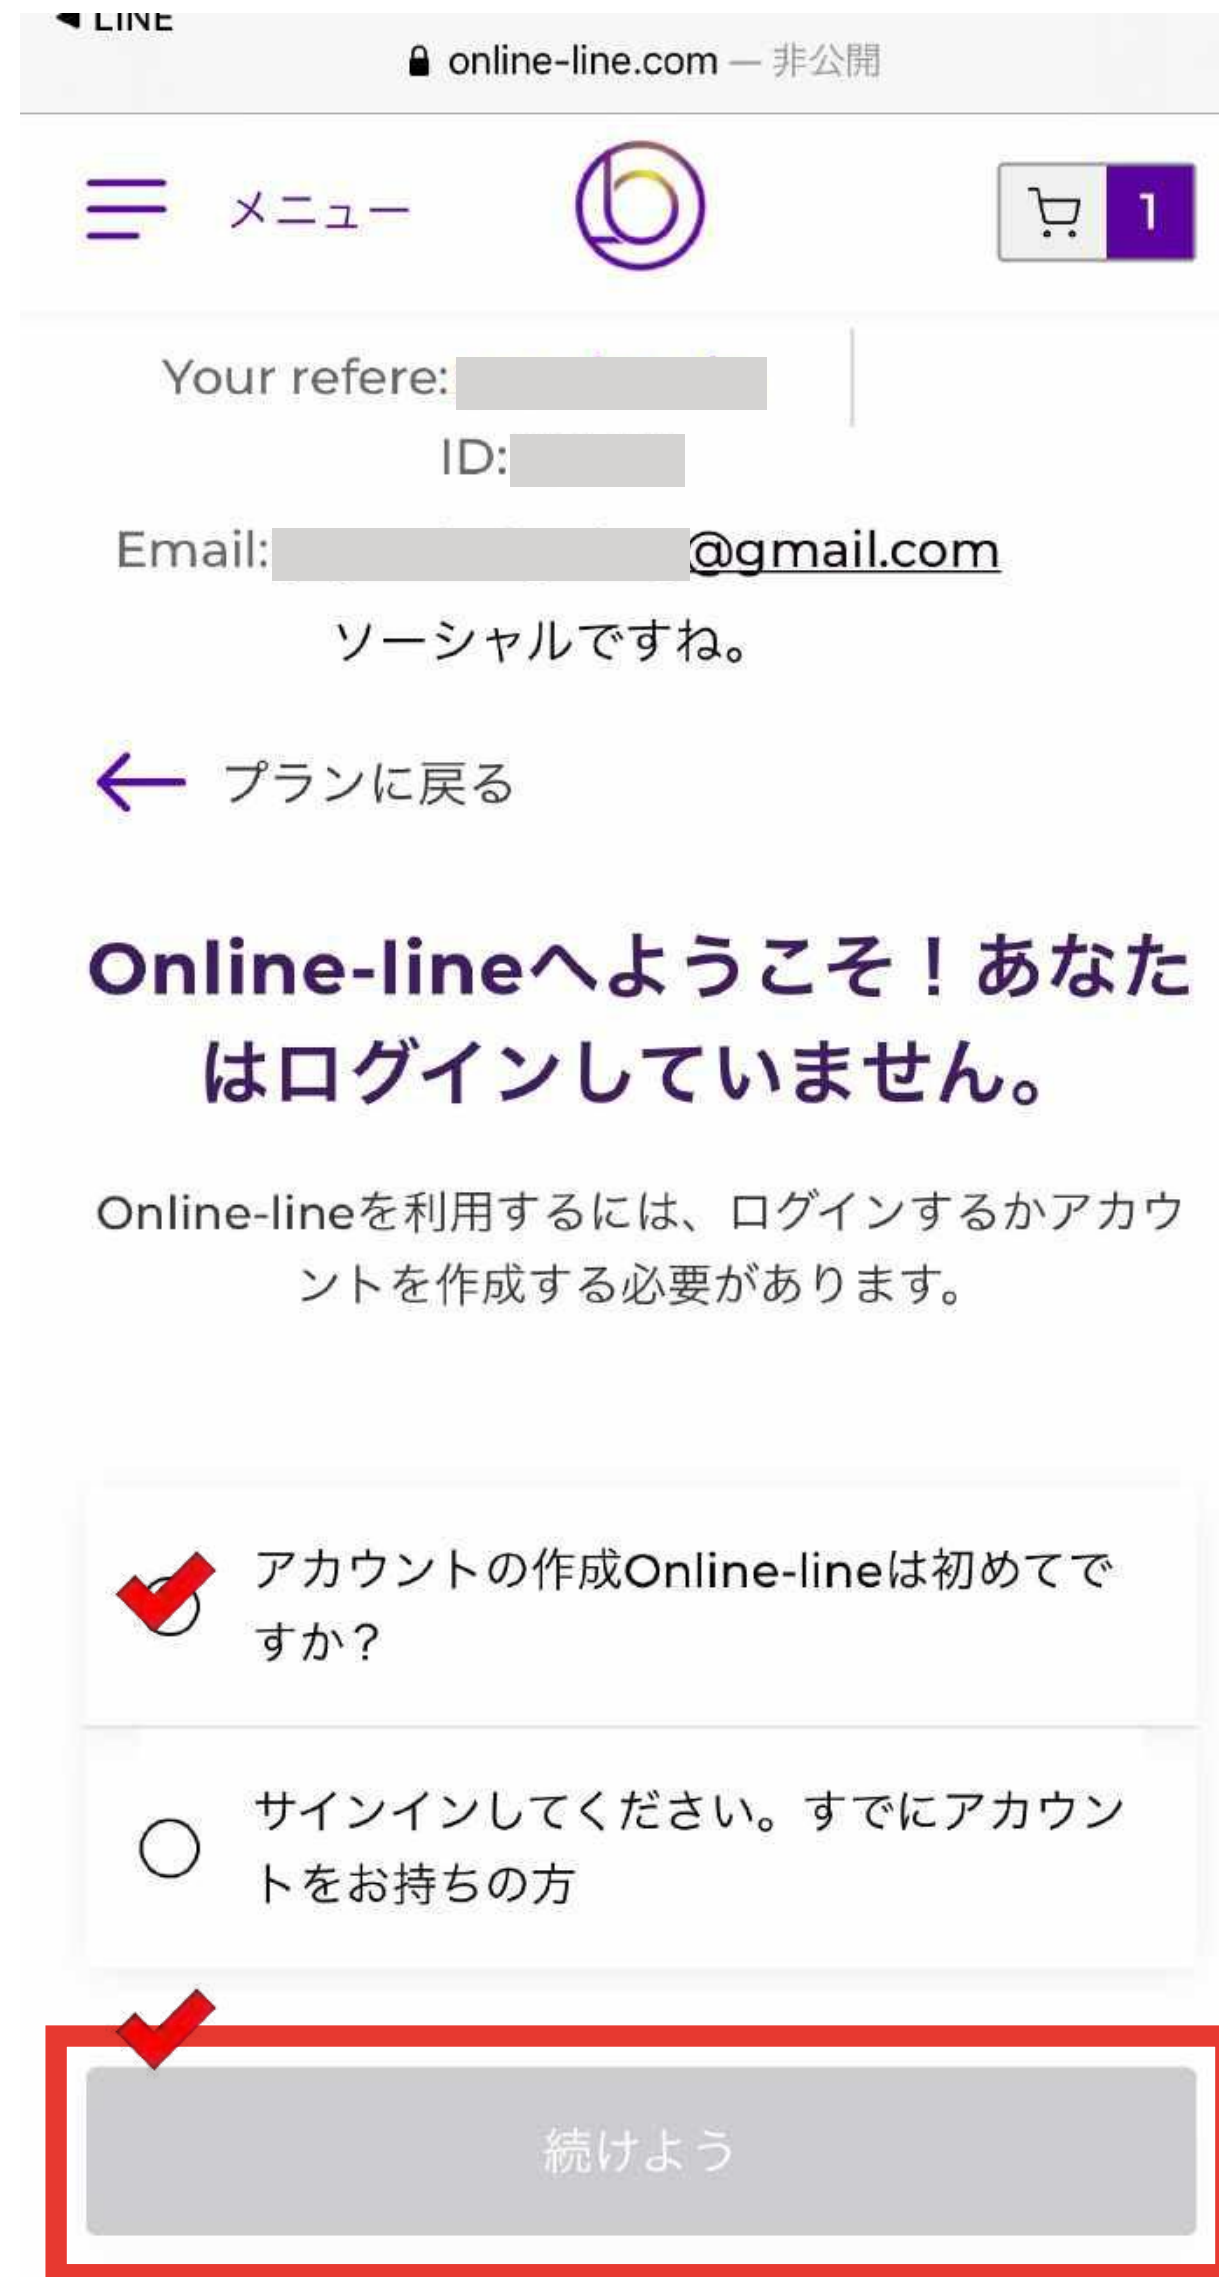 ◀ LINE
online-line.com — 非公開
メニュー
1
Your refere:
ID:
Email: @gmail.com
ソーシャルですね。
プランに戻る
Online-lineへようこそ！あなた
はログインしていません。
Online-lineを利用するには、ログインするかアカウ
ントを作成する必要があります。
アカウントの作成Online-lineは初めてで
すか？
サインインしてください。すでにアカウン
トをお持ちの方
続けよう